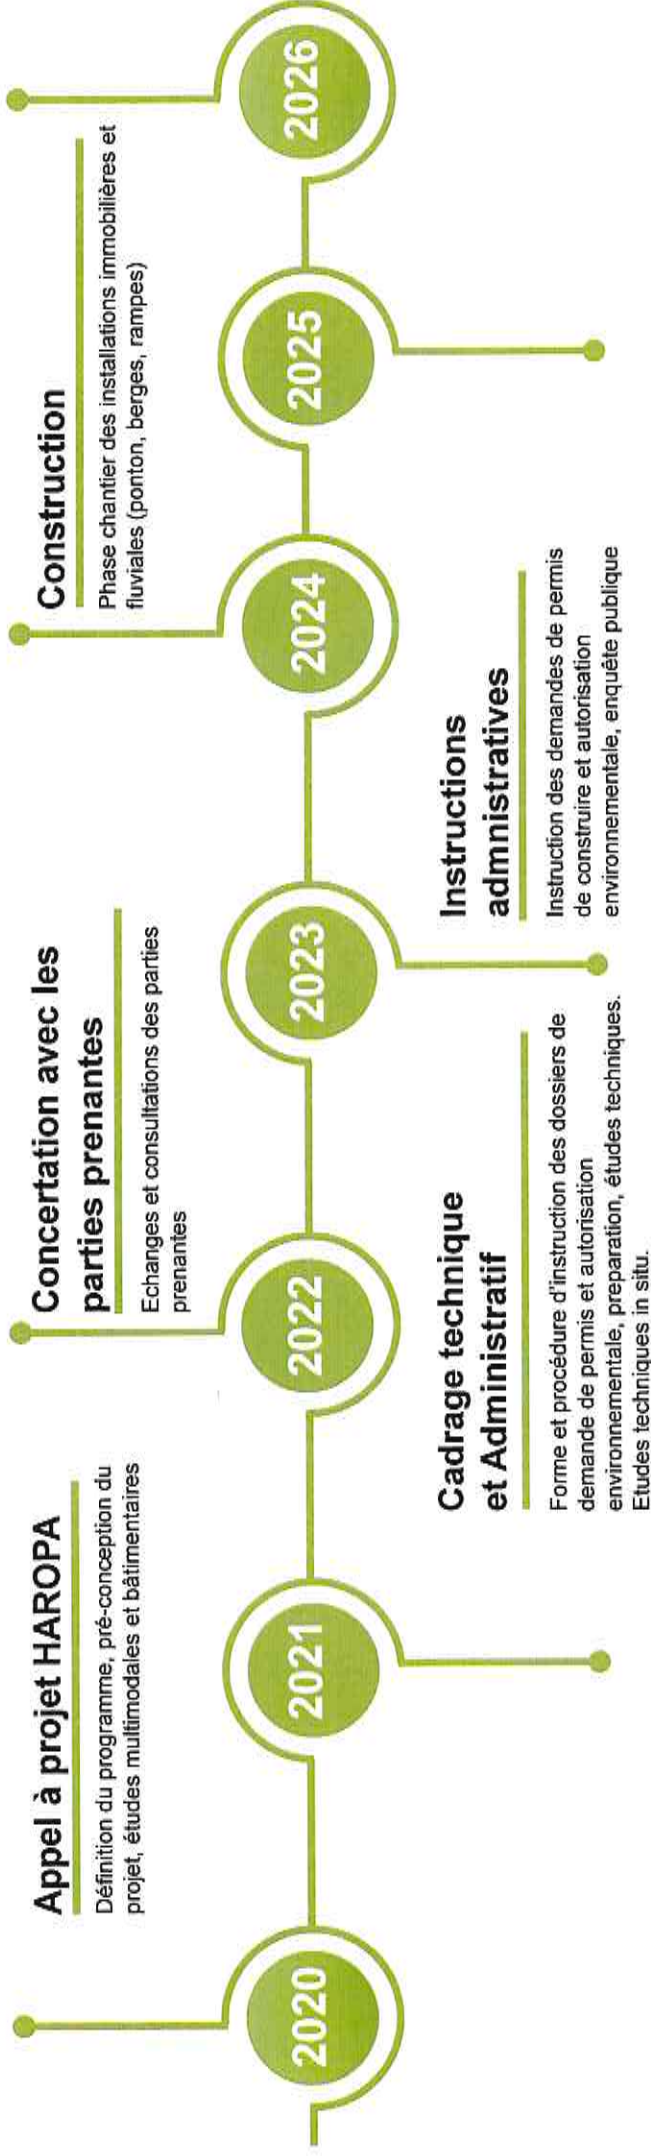 Appel à projet HAROPA
Définition du programme, pré-conception du
projet, études multimodales et bâtimentaires
Concertation avec les
parties prenantes
Echanges et consultations des parties
prenantes
Construction
Phase chantier des installations immobilières et
fluviales (ponton, berges, rampes)
2020
2021
2022
2023
2024
2025
2026
Cadrage technique
et Administratif
Forme et procédure d'instruction des dossiers de
demande de permis et autorisation
environnementale, preparation, études techniques.
Etudes techniques in situ.
Instructions
admnistratives
Instruction des demandes de permis
de construire et autorisation
environnementale, enquête publique